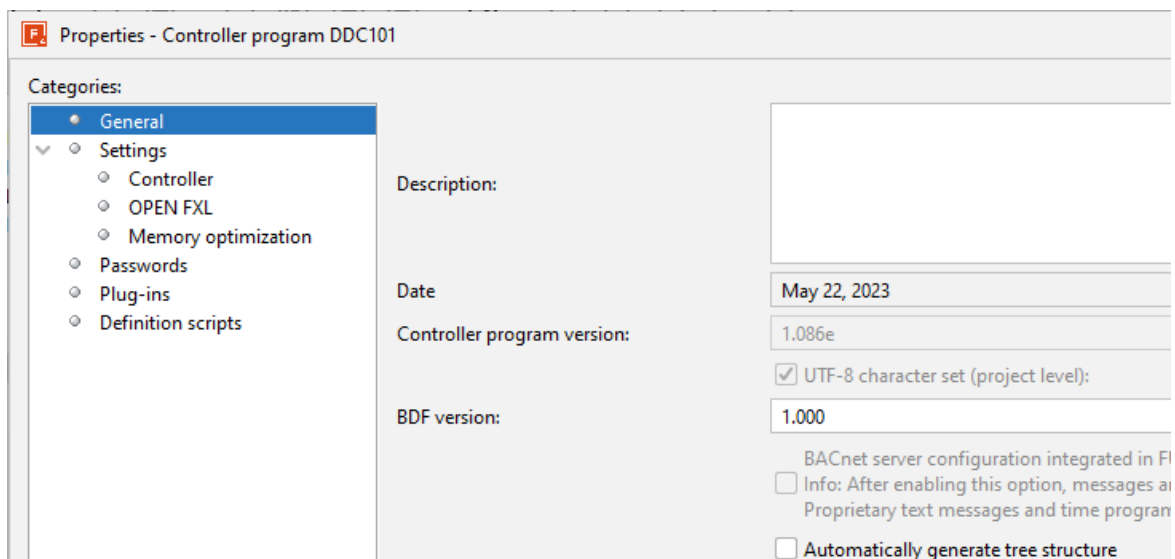 Properties - Controller program DDC101
Categories:
General
Settings
Controller
OPEN FXL
Memory optimization
Passwords
Plug-ins
Definition scripts
Description:
Date
May 22, 2023
Controller program version:
1.086e
UTF-8 character set (project level):
BDF version:
1.000
BACnet server configuration integrated in
Info: After enabling this option, messages
Proprietary text messages and time program
Automatically generate tree structure